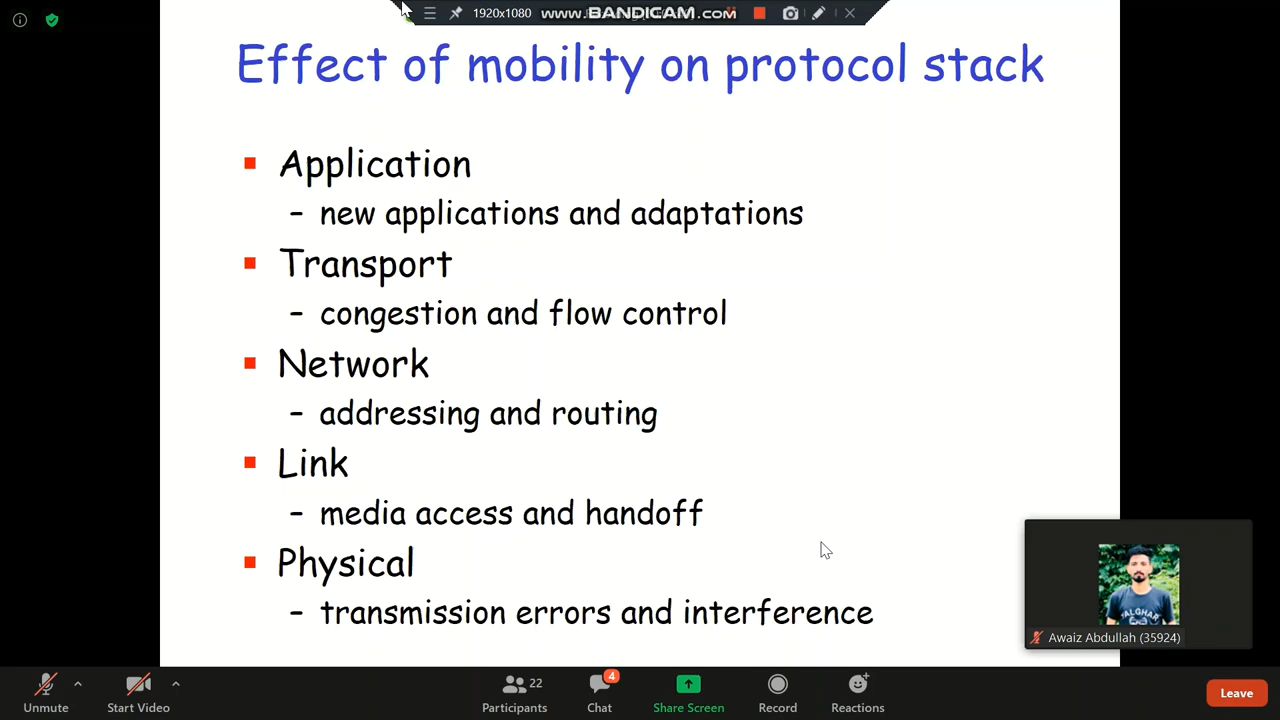 1920x1080 www.BANDICAM.com
Effect of mobility on protocol stack
Application
– new applications and adaptations
Transport
– congestion and flow control
Network
– addressing and routing
Link
– media access and handoff
Physical
– transmission errors and interference
Awaiz Abdullah (35924)
22
4
Unmute
Start Video
Participants
Chat
Share Screen
Record
Reactions
Leave